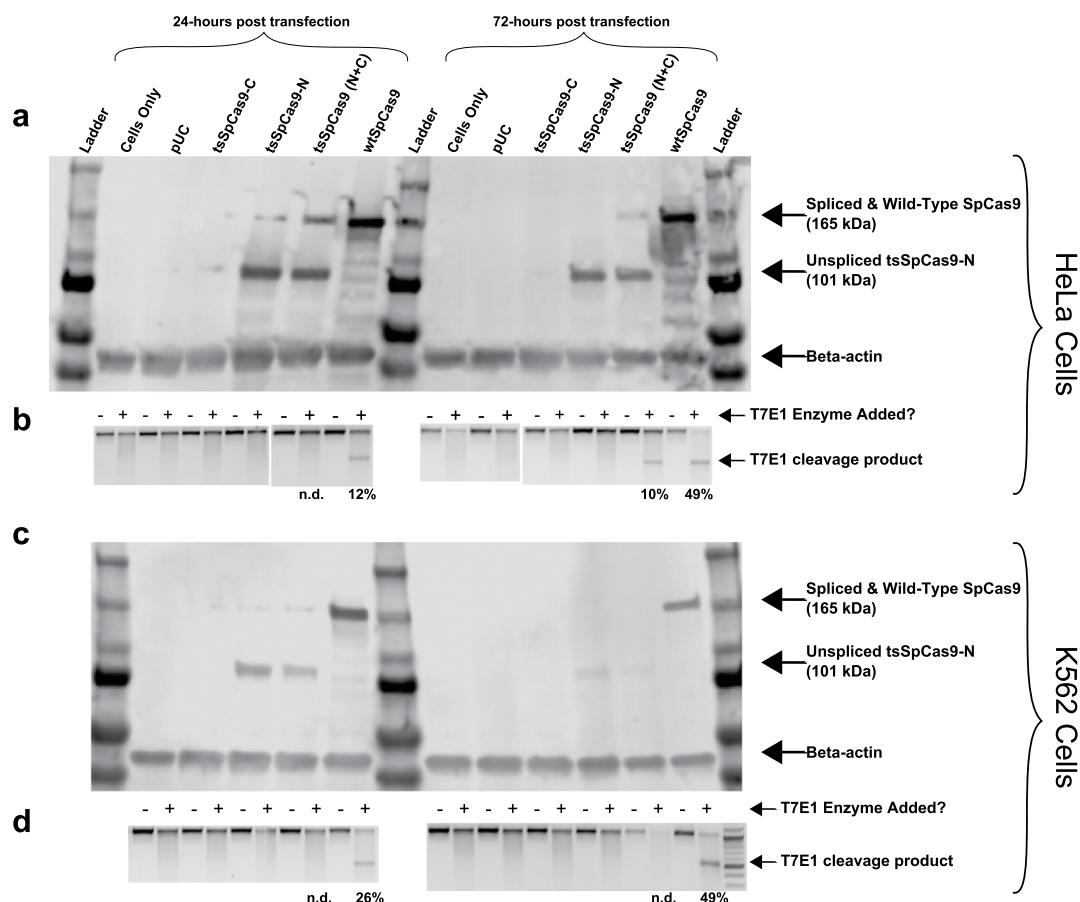 24-hours post transfection
72-hours post transfection
a
Ladder
Cells Only
pUC
tsSpCas9-C
tsSpCas9-N
tsSpCas9 (N+C)
wtSpCas9
Ladder
Cells Only
pUC
tsSpCas9-C
tsSpCas9-N
tsSpCas9 (N+C)
wtSpCas9
Ladder
Spliced & Wild-Type SpCas9
(165 kDa)
Unspliced tsSpCas9-N
(101 kDa)
Beta-actin
HeLa Cells
b
- + - + - + - + - + - +
- + - + - + - + - + - +
T7E1 Enzyme Added?
T7E1 cleavage product
n.d. 12%
10% 49%
c
Spliced & Wild-Type SpCas9
(165 kDa)
Unspliced tsSpCas9-N
(101 kDa)
Beta-actin
K562 Cells
d
- + - + - + - + - +
- + - + - + - + - + - +
T7E1 Enzyme Added?
T7E1 cleavage product
n.d. 26%
n.d. 49%